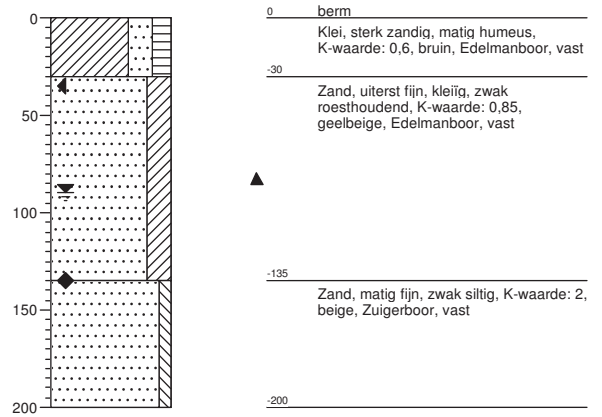 0
50
100
150
200
0
berm
Klei, sterk zandig, matig humeus,
K-waarde: 0,6, bruin, Edelmanboor, vast
-30
Zand, uiterst fijn, kleiïg, zwak
roesthoudend, K-waarde: 0,85,
geelbeige, Edelmanboor, vast
-135
Zand, matig fijn, zwak siltig, K-waarde: 2,
beige, Zuigerboor, vast
-200